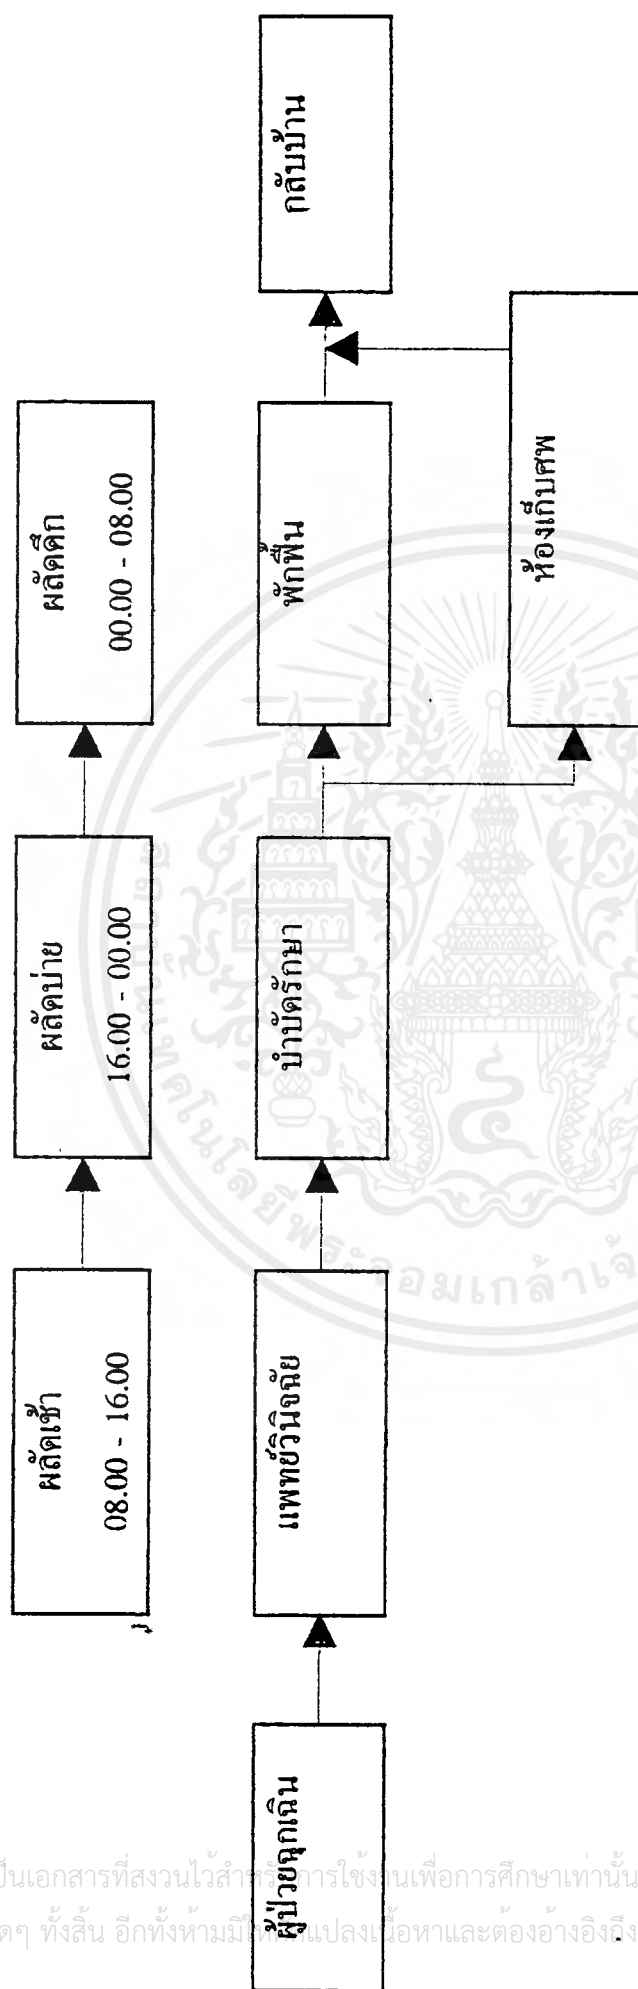 ผลัดเช้า
08.00 - 16.00
ผลัดบ่าย
16.00 - 00.00
ผลัดดึก
00.00 - 08.00
ผู้ป่วยฉุกเฉิน
แพทย์วินิจฉัย
บำบัดรักษา
พักฟื้น
กลับบ้าน
ห้องเก็บศพ
เป็นเอกสารที่สงวนไว้สำหรับการใช้งานเพื่อการศึกษาเท่านั้น
ทั้งสิ้น อีกทั้งห้ามมิให้ดัดแปลงเนื้อหาและต้องอ้างอิงถึง